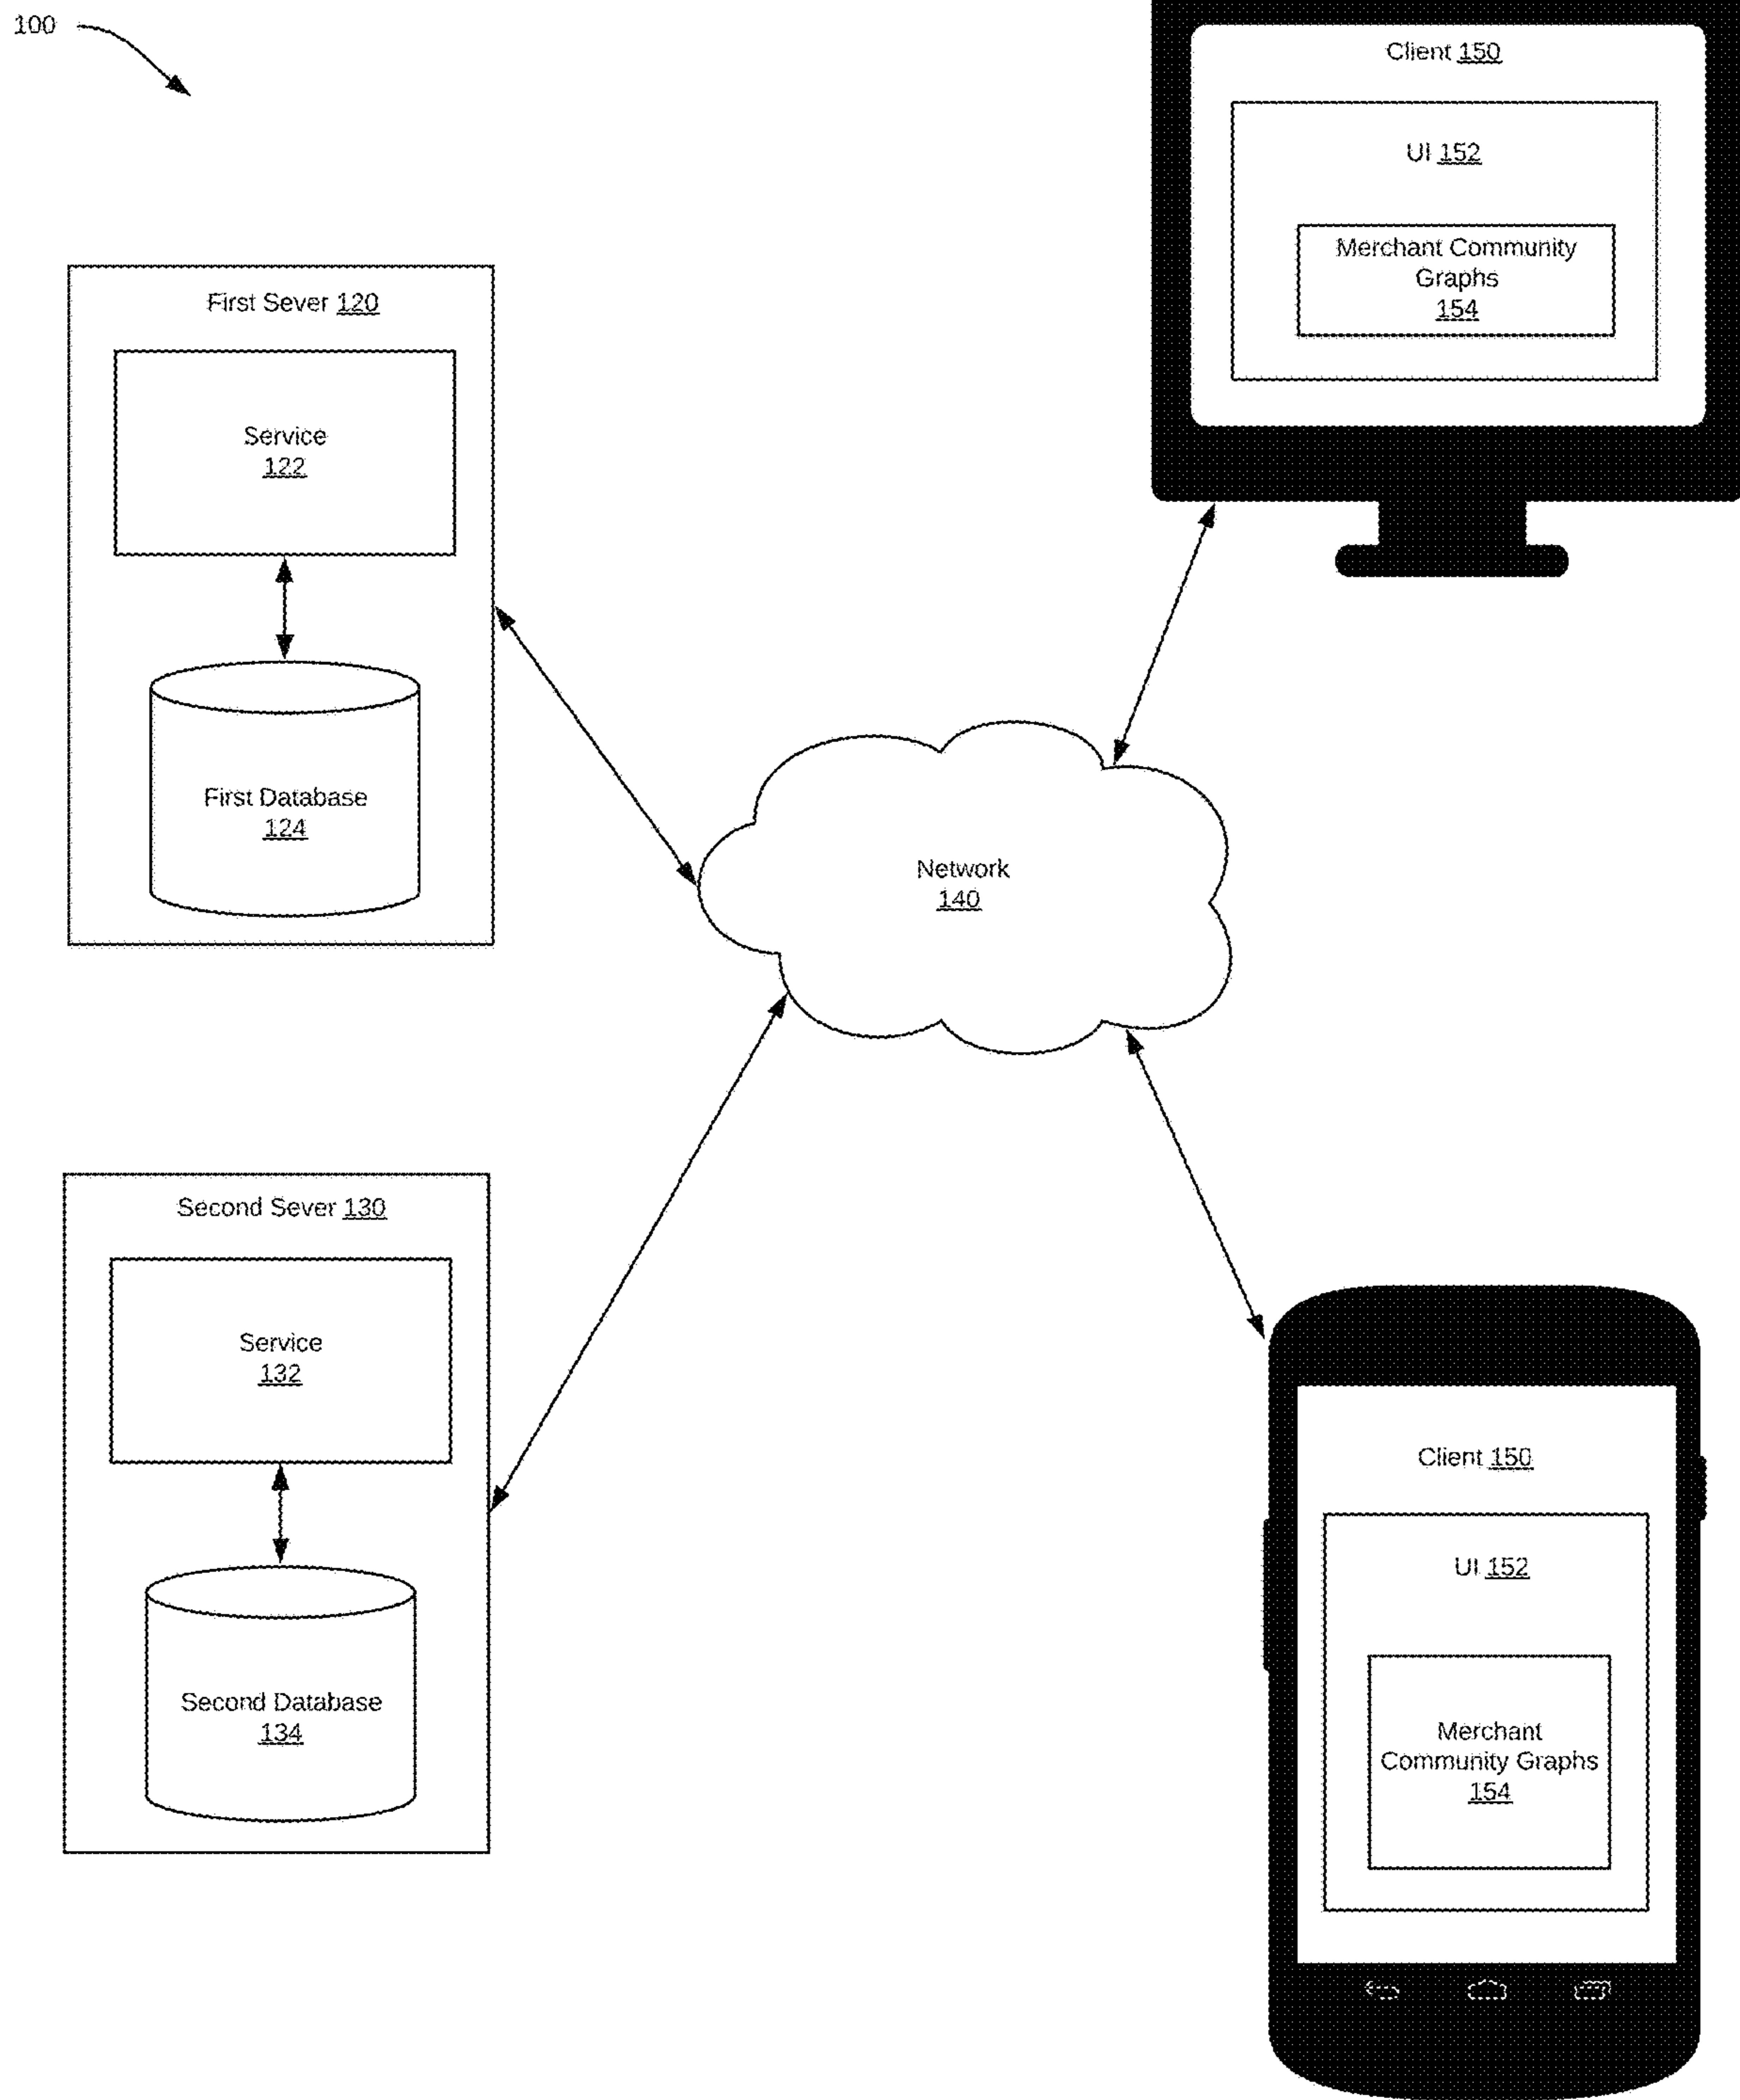 100
Client 150
UI 152
Merchant Community
Graphs
154
First Sever 120
Service
122
First Database
124
Network
140
Second Sever 130
Service
132
Second Database
134
Client 150
UI 152
Merchant
Community Graphs
154